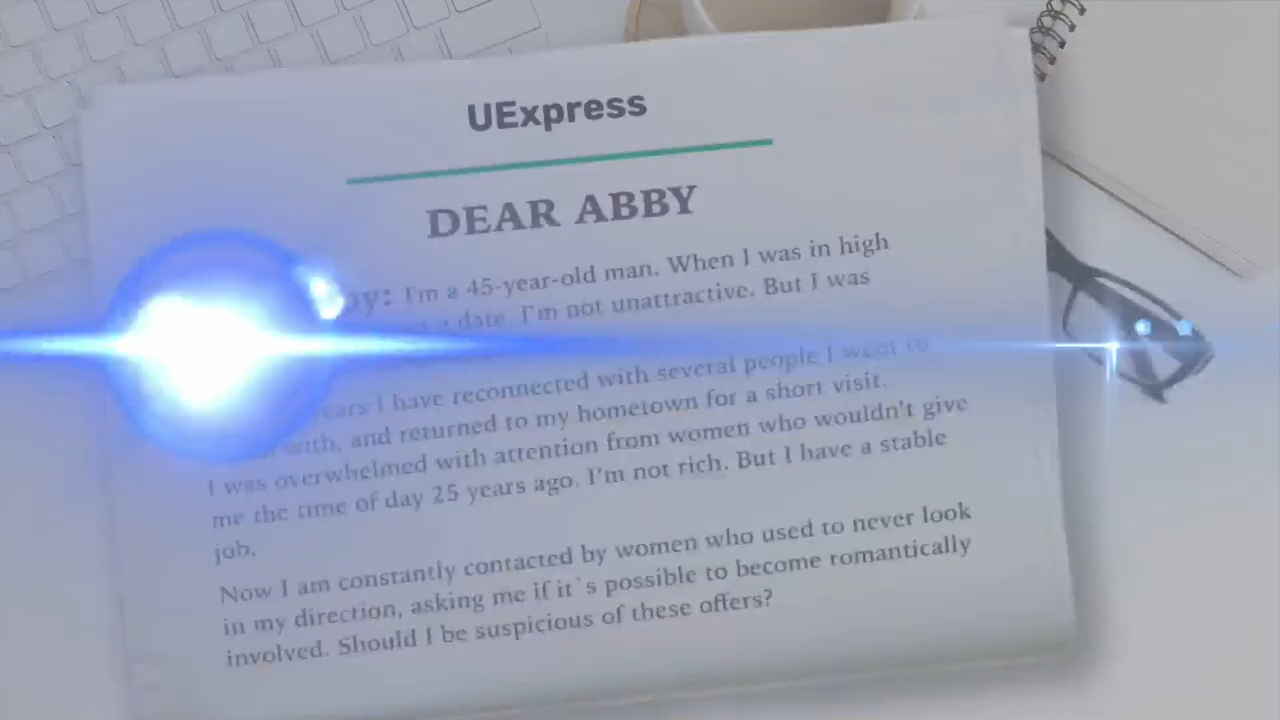 UExpress
DEAR ABBY
I'm a 45-year-old man. When I was in high
date. I'm not unattractive. But I was
I have reconnected with several people I went to
with, and returned to my hometown for a short visit.
I was overwhelmed with attention from women who wouldn't give
me the time of day 25 years ago. I'm not rich. But I have a stable
job.
Now I am constantly contacted by women who used to never look
in my direction, asking me if it`s possible to become romantically
involved. Should I be suspicious of these offers?